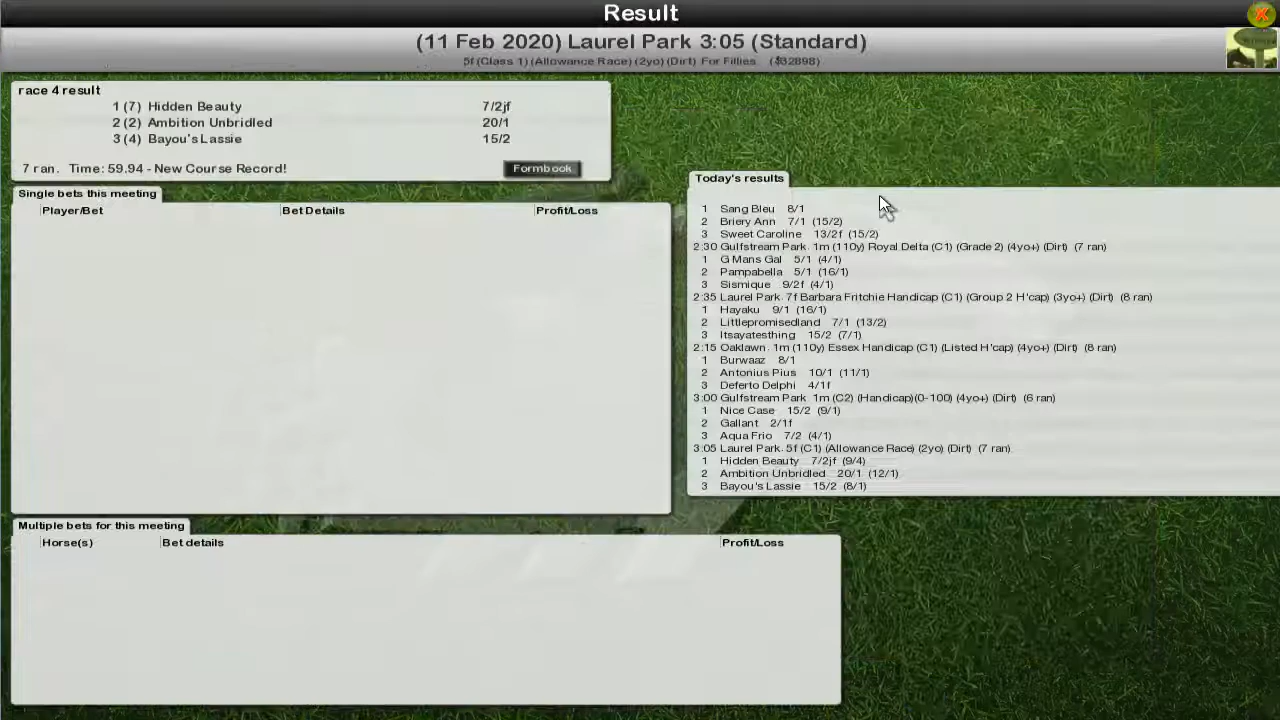 Result
(11 Feb 2020) Laurel Park 3:05 (Standard)
5f (Class 1) (Allowance Race) (2yo) (Dirt) For Fillies. ($32898)
race 4 result
1 (7) Hidden Beauty 7/2jf
2 (2) Ambition Unbridled 20/1
3 (4) Bayou's Lassie 15/2
7 ran. Time: 59.94 - New Course Record!
Formbook
Single bets this meeting
Player/Bet Bet Details Profit/Loss
Today's results
1 Sang Bleu 8/1
2 Briery Ann 7/1 (15/2)
3 Sweet Caroline 13/2f (15/2)
2:30 Gulfstream Park. 1m (110y) Royal Delta (C1) (Grade 2) (4yo+) (Dirt) (7 ran)
1 G Mans Gal 5/1 (4/1)
2 Pampabella 5/1 (16/1)
3 Sismique 9/2f (4/1)
2:35 Laurel Park. 7f Barbara Fritchie Handicap (C1) (Group 2 H'cap) (3yo+) (Dirt) (8 ran)
1 Hayaku 9/1 (16/1)
2 Littlepromisedland 7/1 (13/2)
3 Itsayatesthing 15/2 (7/1)
2:15 Oaklawn. 1m (110y) Essex Handicap (C1) (Listed H'cap) (4yo+) (Dirt) (8 ran)
1 Burwaaz 8/1
2 Antonius Pius 10/1 (11/1)
3 Deferto Delphi 4/1f
3:00 Gulfstream Park. 1m (C2) (Handicap)(0-100) (4yo+) (Dirt) (6 ran)
1 Nice Case 15/2 (9/1)
2 Gallant 2/1f
3 Aqua Frio 7/2 (4/1)
3:05 Laurel Park. 5f (C1) (Allowance Race) (2yo) (Dirt) (7 ran)
1 Hidden Beauty 7/2jf (9/4)
2 Ambition Unbridled 20/1 (12/1)
3 Bayou's Lassie 15/2 (8/1)
Multiple bets for this meeting
Horse(s) Bet details Profit/Loss